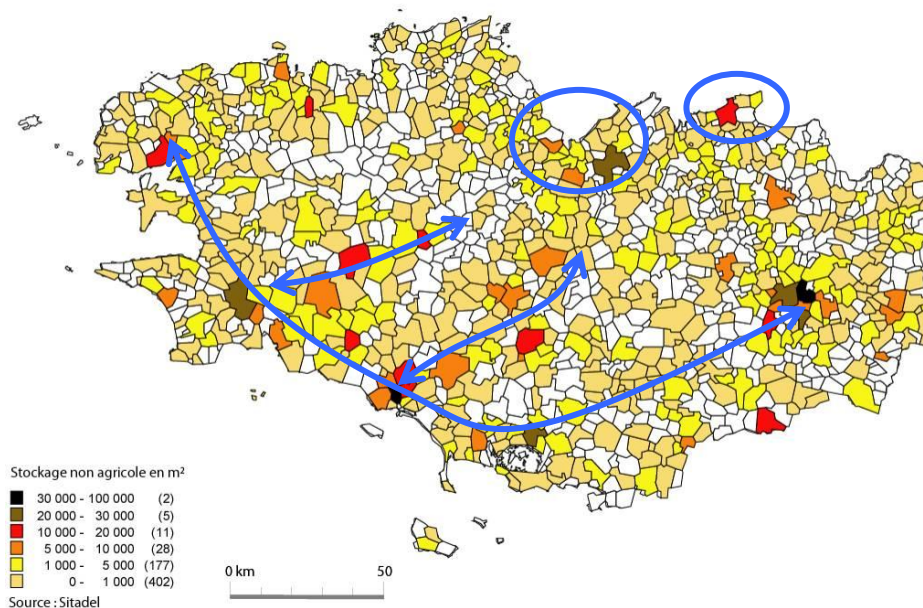 Stockage non agricole en m²
30 000 - 100 000 (2)
20 000 - 30 000 (5)
10 000 - 20 000 (11)
5 000 - 10 000 (28)
1 000 - 5 000 (177)
0 - 1 000 (402)
Source : Sitadel
0 km 50